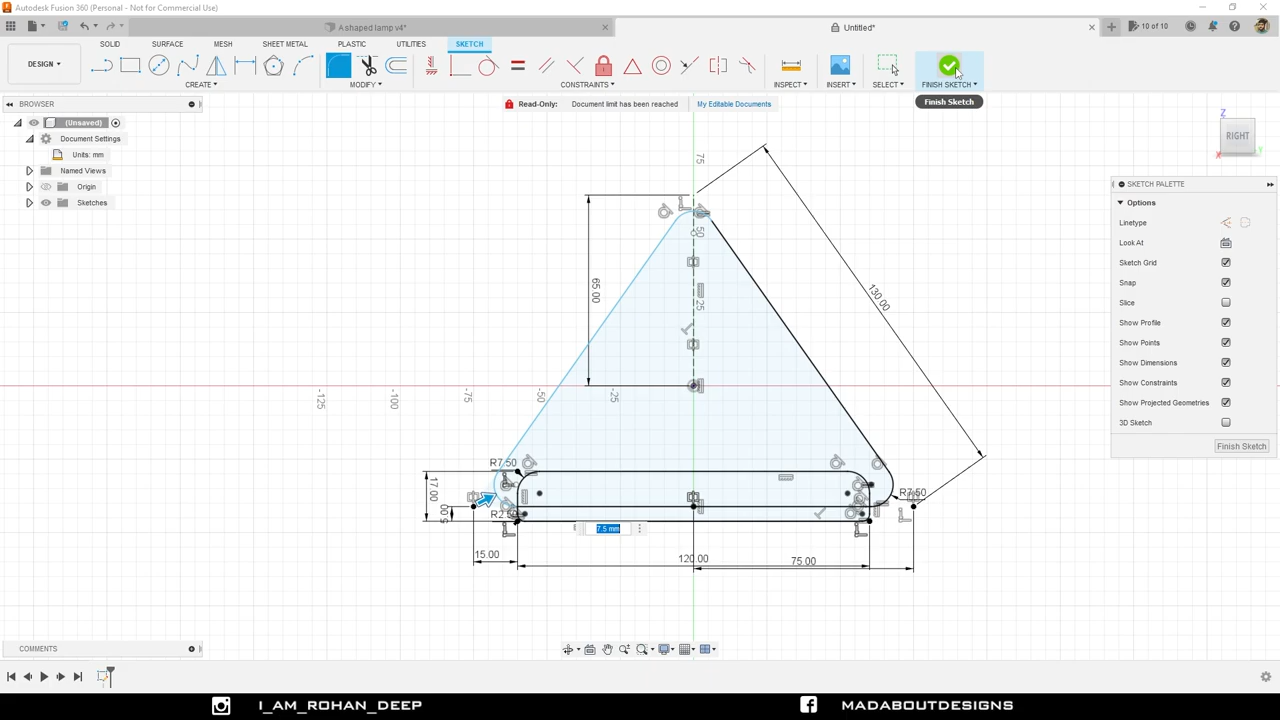 Autodesk Fusion 360 (Personal - Not for Commercial Use)
A shaped lamp v4*
Untitled*
10 of 10
SOLID SURFACE MESH SHEET METAL PLASTIC UTILITIES SKETCH
DESIGN
CREATE MODIFY CONSTRAINTS INSPECT INSERT SELECT FINISH SKETCH
BROWSER
Read-Only: Document limit has been reached My Editable Documents
Finish Sketch
(Unsaved)
Document Settings
Units: mm
Named Views
Origin
Sketches
Z
RIGHT
X
Y
SKETCH PALETTE
Options
Linetype
Look At
Sketch Grid
Snap
Slice
Show Profile
Show Points
Show Dimensions
Show Constraints
Show Projected Geometries
3D Sketch
Finish Sketch
75
50
25
65.00
130.00
-125
-100
-75
-50
-25
R7.50
R7.50
17.00
5.00
R2.50
7.5 mm
15.00
120.00
75.00
COMMENTS
I_AM_ROHAN_DEEP
MADABOUTDESIGNS